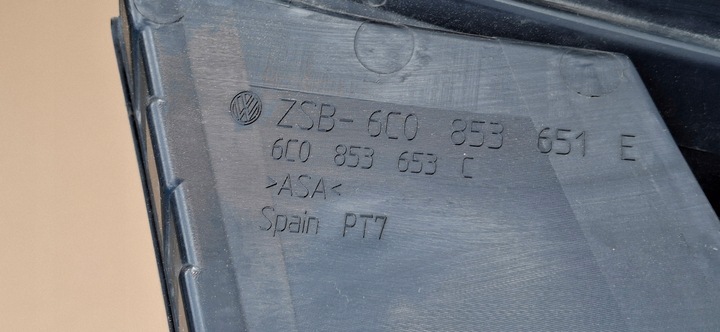 ZSB- 6C0 853 651 E
6C0 853 653 C
>ASA<
Spain PT7